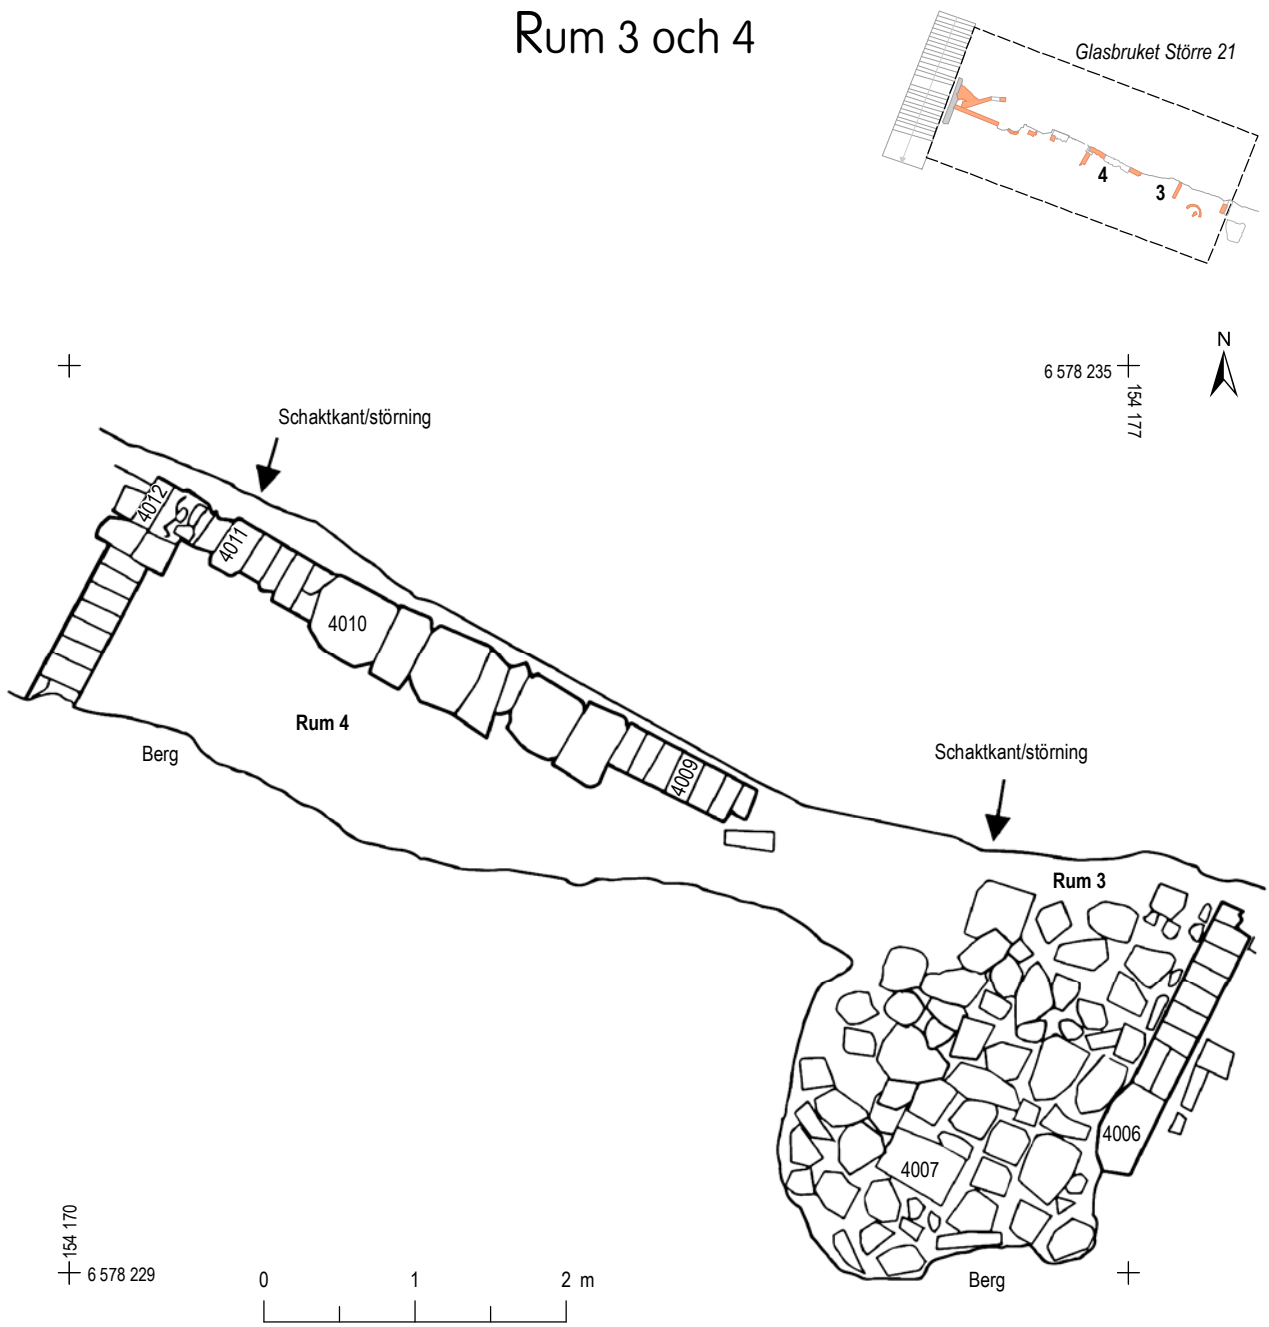 Rum 3 och 4
Glasbruket Större 21
4
3
N
6 578 235
154 177
Schaktkant/störning
4012
4011
4010
Rum 4
Berg
4009
Schaktkant/störning
Rum 3
4006
4007
154 170
6 578 229
0 1 2 m
Berg